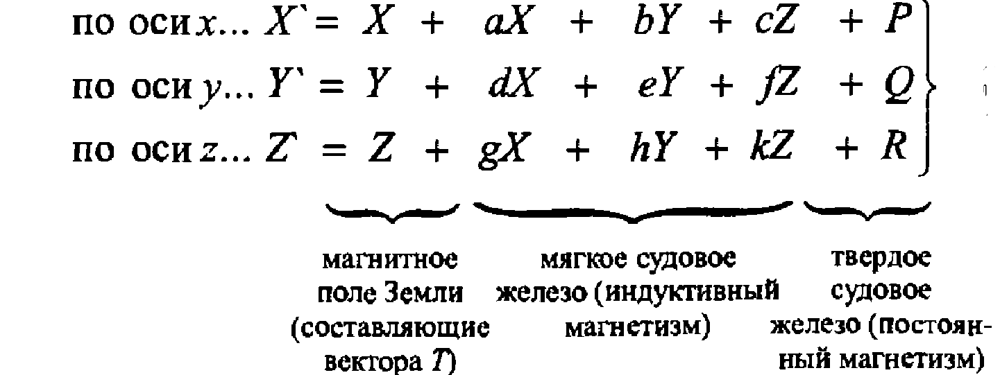 по оси x... X` = X + aX + bY + cZ + P
по оси y... Y` = Y + dX + eY + fZ + Q
по оси z... Z` = Z + gX + hY + kZ + R
магнитное мягкое судовое твердое
поле Земли железо (индуктивный судовое
(составляющие магнетизм) железо (постоян-
вектора T) ный магнетизм)